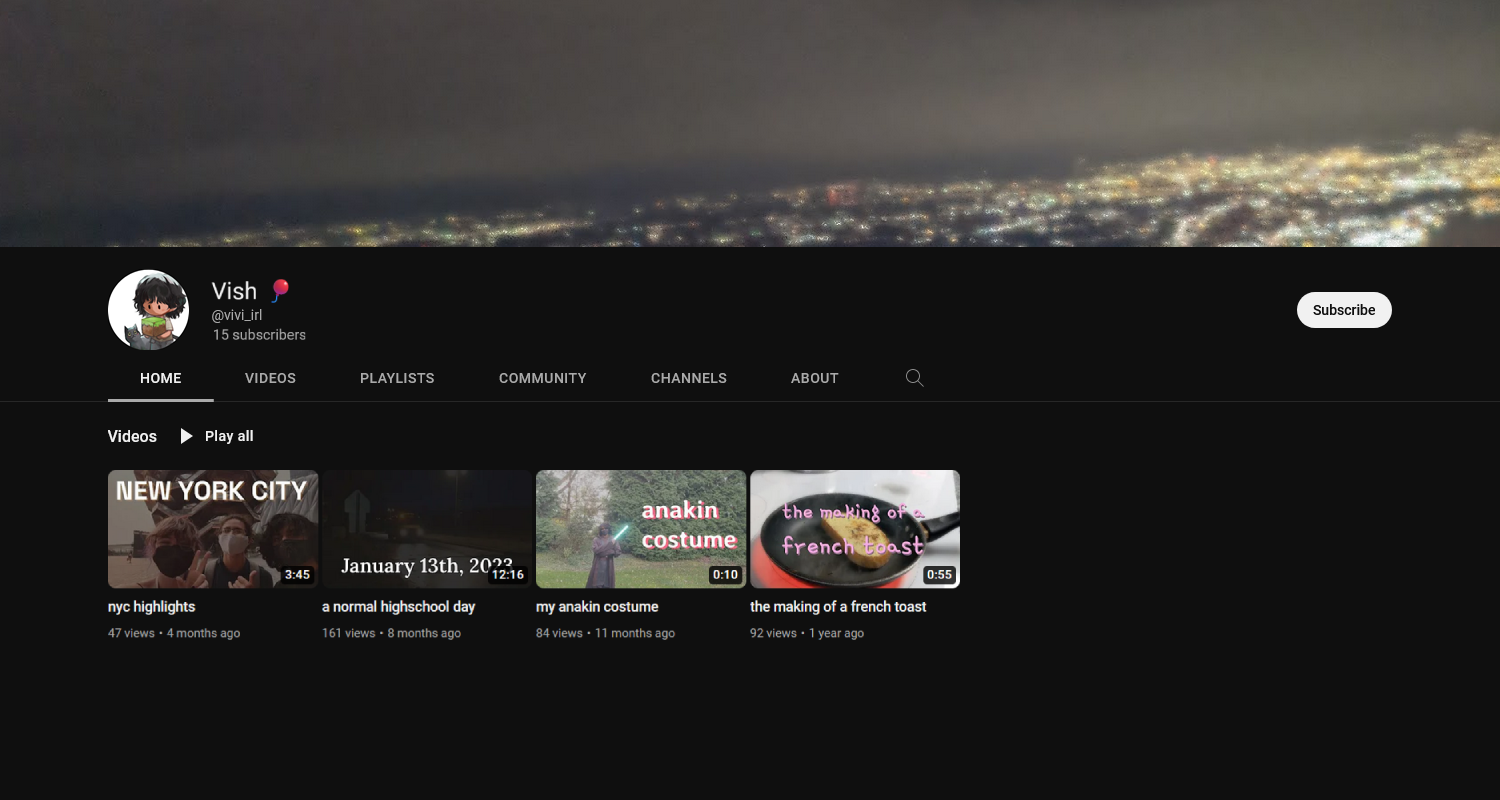 Vish 🎈
@vivi_irl
15 subscribers
Subscribe
HOME VIDEOS PLAYLISTS COMMUNITY CHANNELS ABOUT
Videos Play all
NEW YORK CITY
3:45
January 13th, 2023
12:16
anakin
costume
0:10
the making of a
french toast
0:55
nyc highlights
47 views • 4 months ago
a normal highschool day
161 views • 8 months ago
my anakin costume
84 views • 11 months ago
the making of a french toast
92 views • 1 year ago